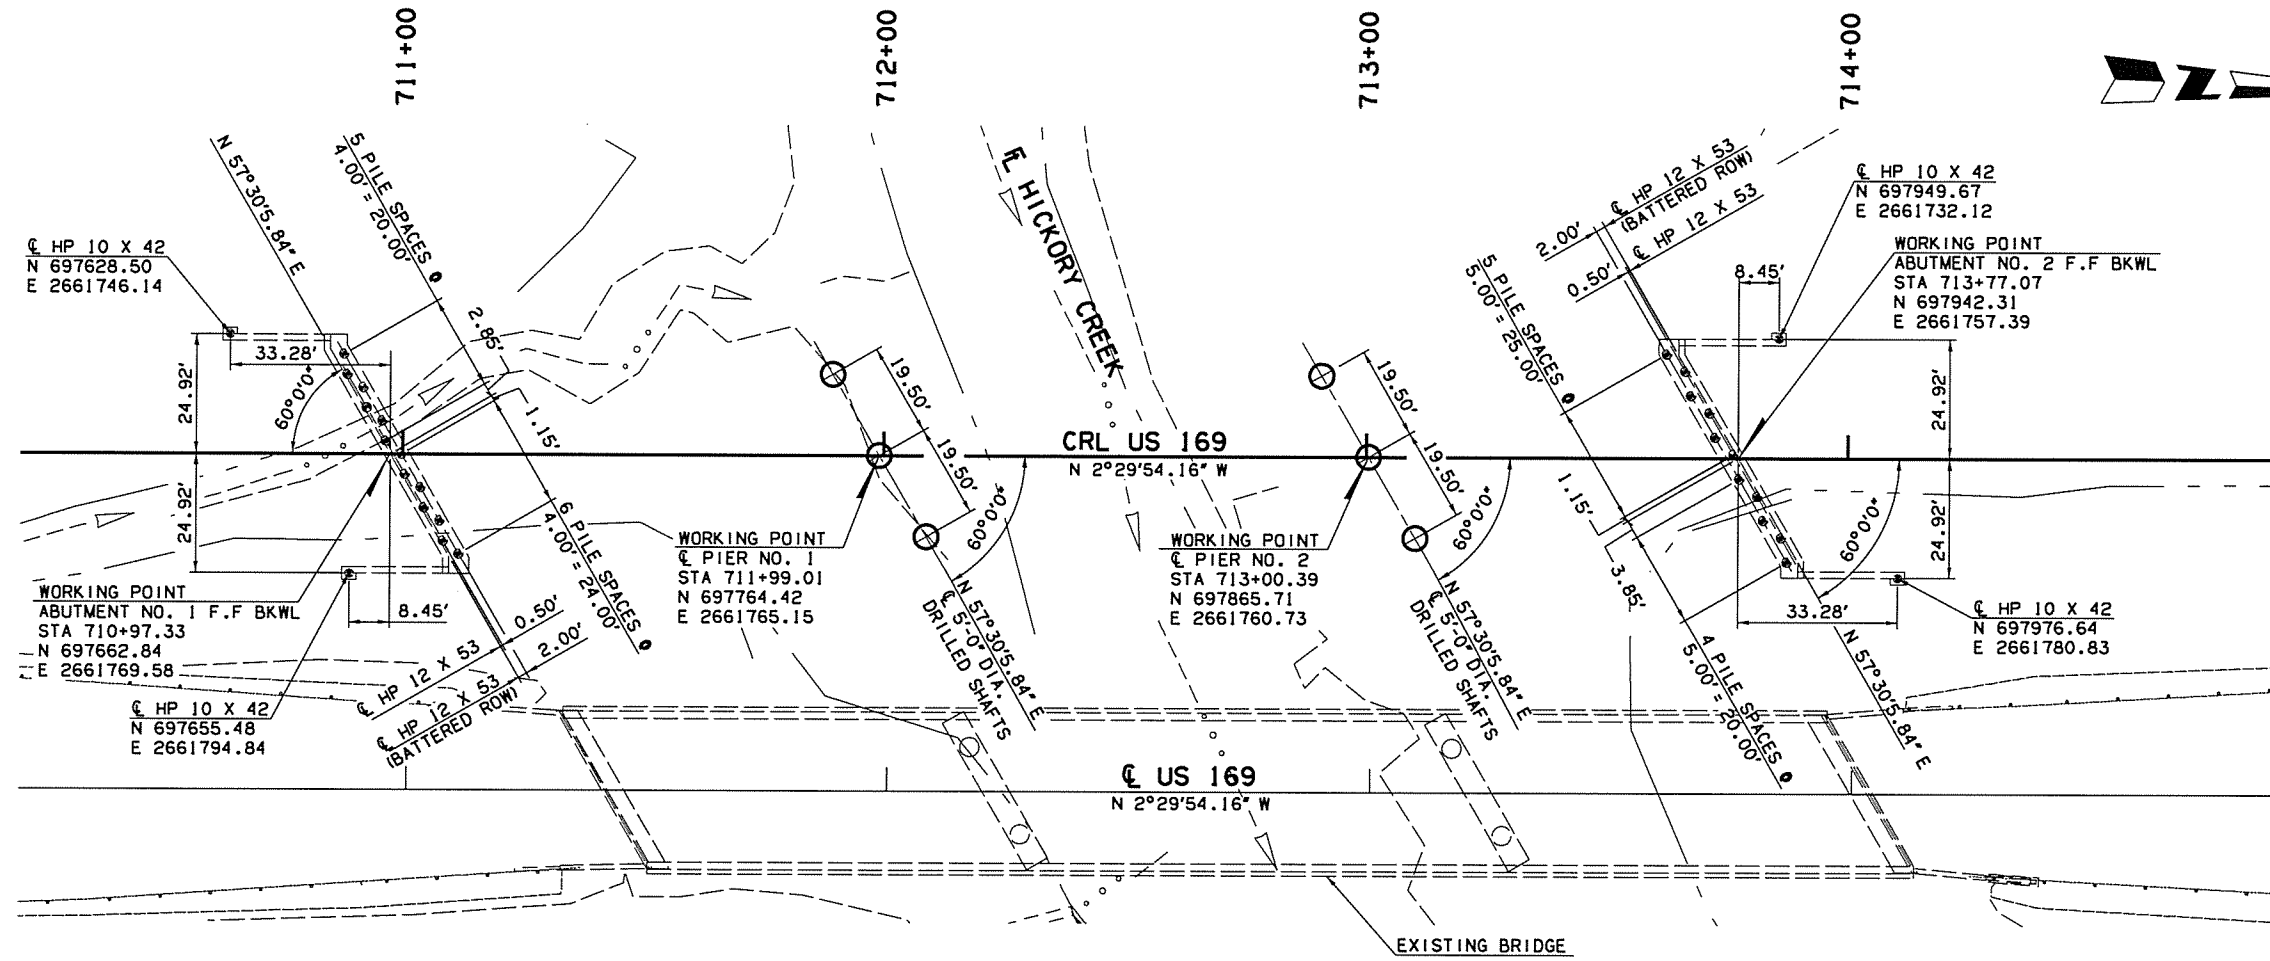 711+00
712+00
713+00
714+00
N
N 57°30'5.84" E
5 PILE SPACES @
4.00' = 20.00'
℄ HP 10 X 42
N 697628.50
E 2661746.14
33.28'
24.92'
60°0'0"
24.92'
2.85'
1.15'
6 PILE SPACES @
4.00' = 24.00'
WORKING POINT
ABUTMENT NO. 1 F.F BKWL
STA 710+97.33
N 697662.84
E 2661769.58
8.45'
0.50'
2.00'
℄ HP 12 X 53
℄ HP 12 X 53
(BATTERED ROW)
℄ HP 10 X 42
N 697655.48
E 2661794.84
19.50'
19.50'
60°0'0"
WORKING POINT
℄ PIER NO. 1
STA 711+99.01
N 697764.42
E 2661765.15
N 57°30'5.84" E
℄ 5'-0" DIA.
DRILLED SHAFTS
FL HICKORY CREEK
CRL US 169
N 2°29'54.16" W
19.50'
19.50'
60°0'0"
WORKING POINT
℄ PIER NO. 2
STA 713+00.39
N 697865.71
E 2661760.73
N 57°30'5.84" E
℄ 5'-0" DIA.
DRILLED SHAFTS
℄ HP 12 X 53
(BATTERED ROW)
℄ HP 12 X 53
2.00'
0.50'
5 PILE SPACES @
5.00' = 25.00'
1.15'
3.85'
4 PILE SPACES @
5.00' = 20.00'
8.45'
℄ HP 10 X 42
N 697949.67
E 2661732.12
WORKING POINT
ABUTMENT NO. 2 F.F BKWL
STA 713+77.07
N 697942.31
E 2661757.39
24.92'
24.92'
60°0'0"
33.28'
℄ HP 10 X 42
N 697976.64
E 2661780.83
N 57°30'5.84" E
℄ US 169
N 2°29'54.16" W
EXISTING BRIDGE